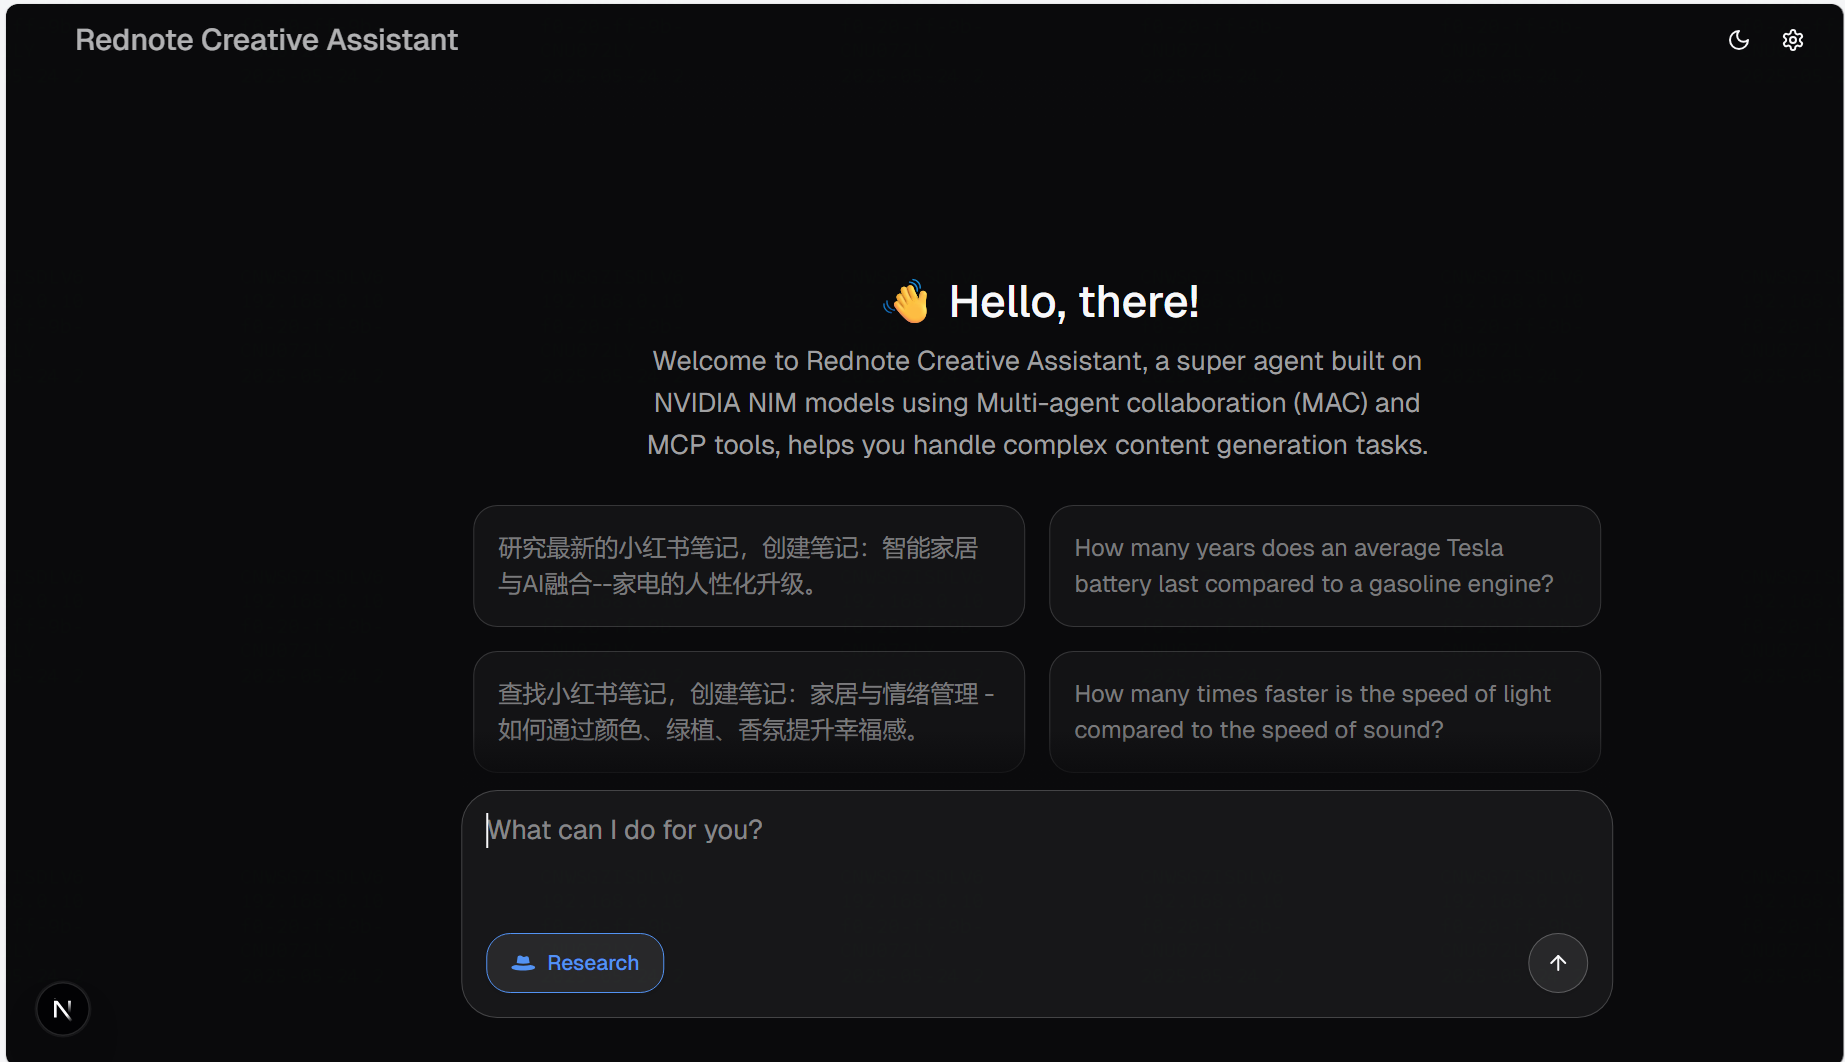 Rednote Creative Assistant
👋 Hello, there!
Welcome to Rednote Creative Assistant, a super agent built on
NVIDIA NIM models using Multi-agent collaboration (MAC) and
MCP tools, helps you handle complex content generation tasks.
研究最新的小红书笔记，创建笔记：智能家居
与AI融合--家电的人性化升级。
How many years does an average Tesla
battery last compared to a gasoline engine?
查找小红书笔记，创建笔记：家居与情绪管理 -
如何通过颜色、绿植、香氛提升幸福感。
How many times faster is the speed of light
compared to the speed of sound?
What can I do for you?
Research
N